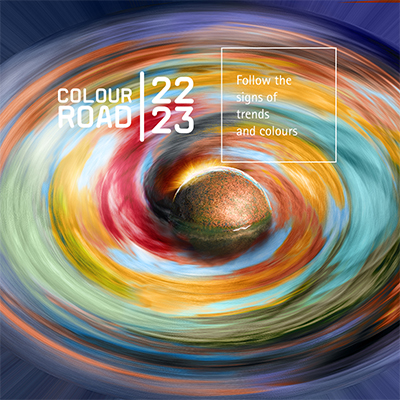 COLOUR
ROAD
22
23
Follow the
signs of
trends
and colours